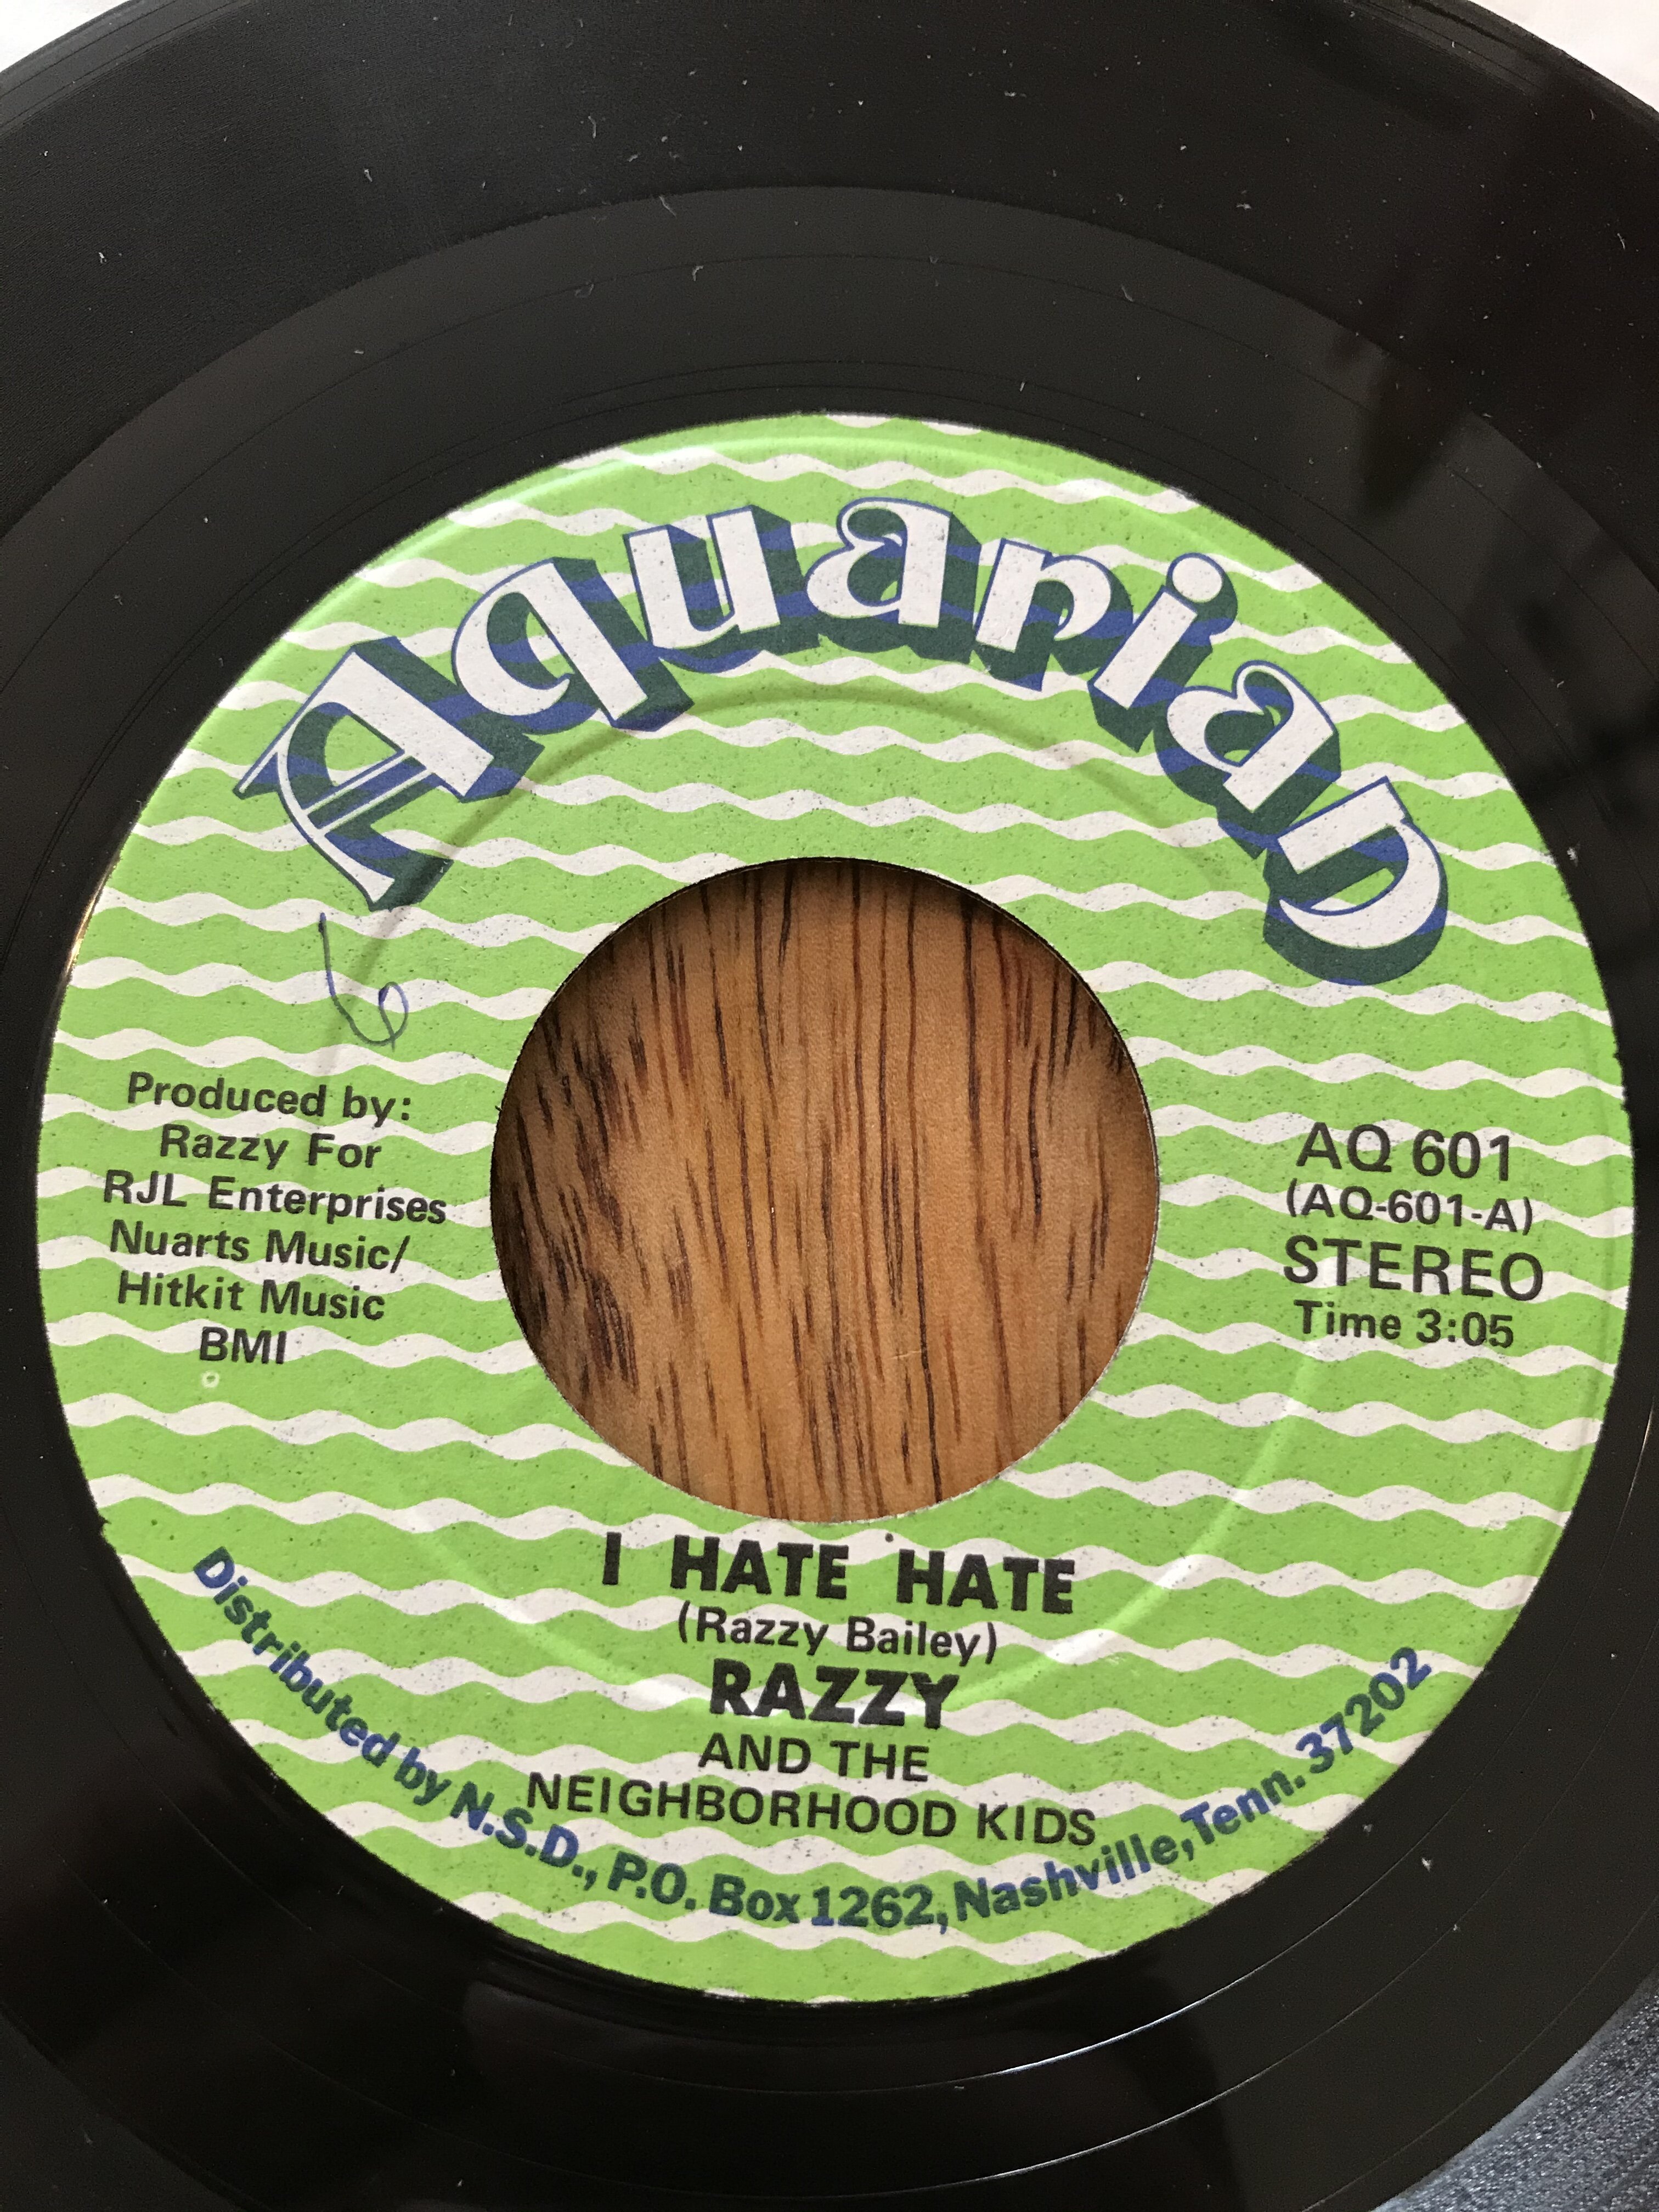 Aquarian
6
Produced by:
Razzy For
RJL Enterprises
Nuarts Music/
Hitkit Music
BMI
AQ 601
(AQ-601-A)
STEREO
Time 3:05
I HATE HATE
(Razzy Bailey)
RAZZY
AND THE
NEIGHBORHOOD KIDS
Distributed by N.S.D., P.O. Box 1262, Nashville, Tenn. 37202